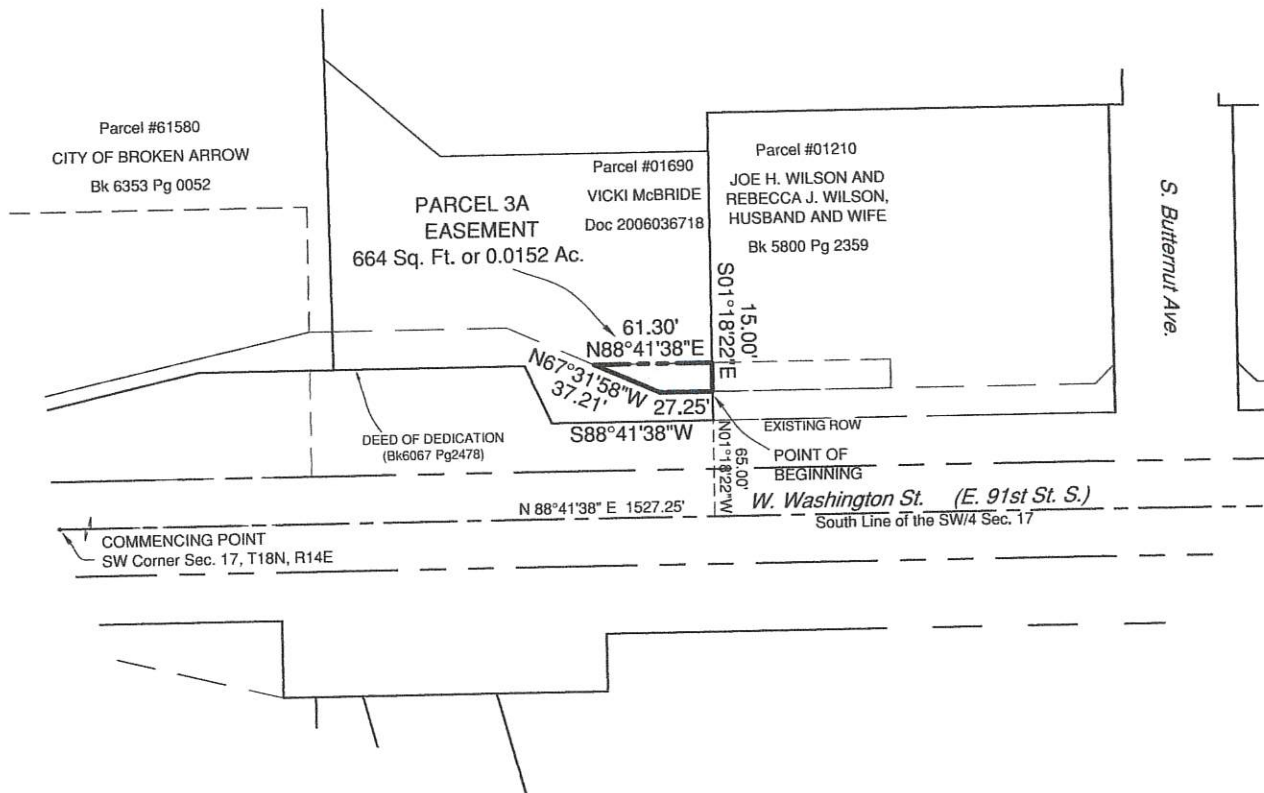 Parcel #61580
CITY OF BROKEN ARROW
Bk 6353 Pg 0052
PARCEL 3A
EASEMENT
664 Sq. Ft. or 0.0152 Ac.
Parcel #01690
VICKI McBRIDE
Doc 2006036718
Parcel #01210
JOE H. WILSON AND
REBECCA J. WILSON,
HUSBAND AND WIFE
Bk 5800 Pg 2359
S. Butternut Ave.
61.30'
N88°41'38"E
15.00'
S01°18'22"E
N67°31'58"W
37.21'
27.25'
S88°41'38"W
DEED OF DEDICATION
(Bk6067 Pg2478)
EXISTING ROW
POINT OF
BEGINNING
65.00'
N01°18'22"W
N 88°41'38" E 1527.25'
W. Washington St. (E. 91st St. S.)
South Line of the SW/4 Sec. 17
COMMENCING POINT
SW Corner Sec. 17, T18N, R14E